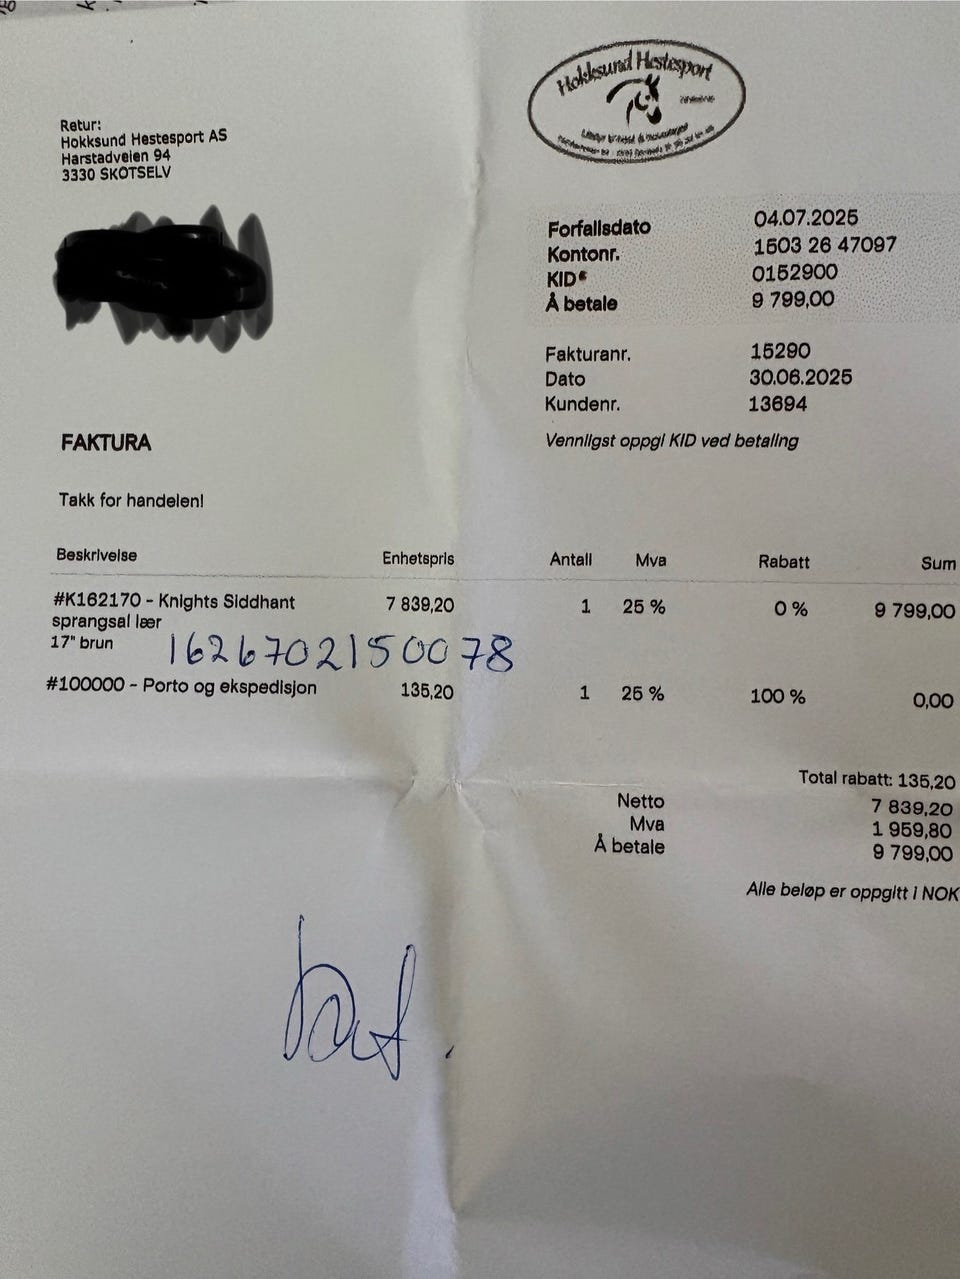 Hokksund Hestesport
Retur:
Hokksund Hestesport AS
Harstadveien 94
3330 SKOTSELV
Forfallsdato 04.07.2025
Kontonr. 1503 26 47097
KID 0152900
Å betale 9 799,00
Fakturanr. 15290
Dato 30.06.2025
Kundenr. 13694
Vennligst oppgi KID ved betaling
FAKTURA
Takk for handelen!
Beskrivelse Enhetspris Antall Mva Rabatt Sum
#K162170 - Knights Siddhant 7 839,20 1 25 % 0 % 9 799,00
sprangsal lær
17" brun 1626702150078
#100000 - Porto og ekspedisjon 135,20 1 25 % 100 % 0,00
Total rabatt: 135,20
Netto 7 839,20
Mva 1 959,80
Å betale 9 799,00
Alle beløp er oppgitt i NOK